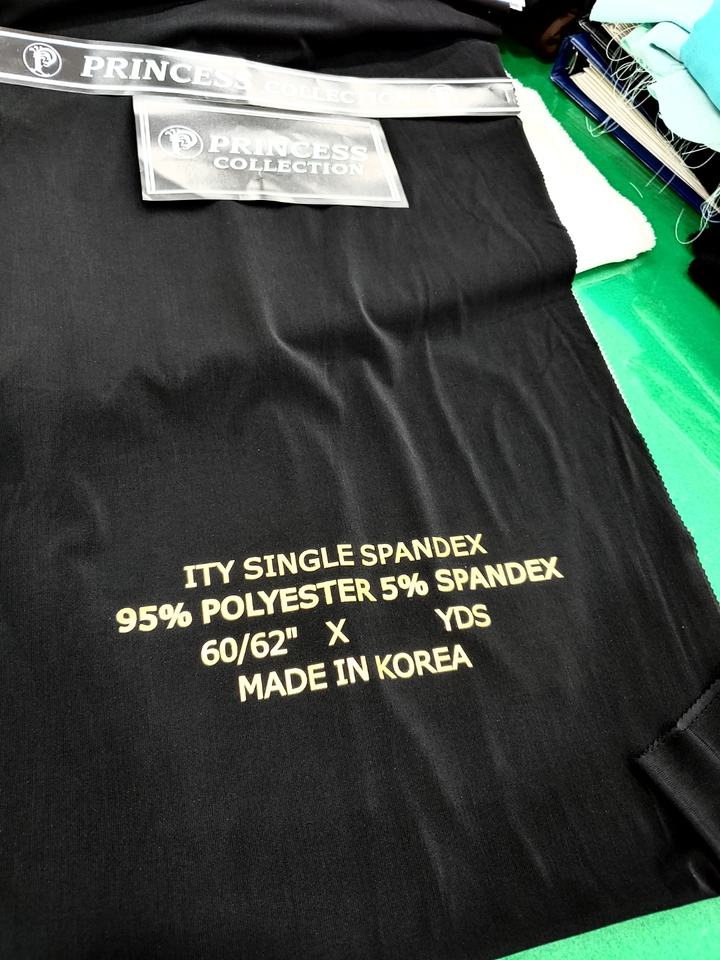 PRINCESS COLLECTION
PRINCESS
COLLECTION
ITY SINGLE SPANDEX
95% POLYESTER 5% SPANDEX
60/62" X YDS
MADE IN KOREA